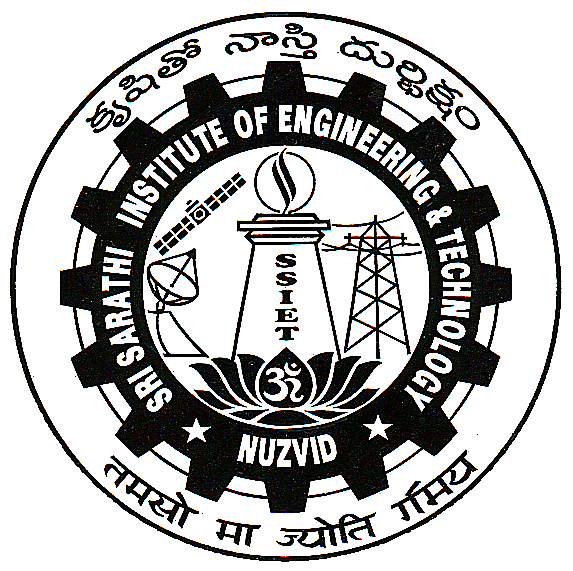 కృషితో నాస్తి దుర్భిక్షం
SRI SARATHI INSTITUTE OF ENGINEERING & TECHNOLOGY
SSIET
ॐ
NUZVID
तमसो मा ज्योति र्गमय